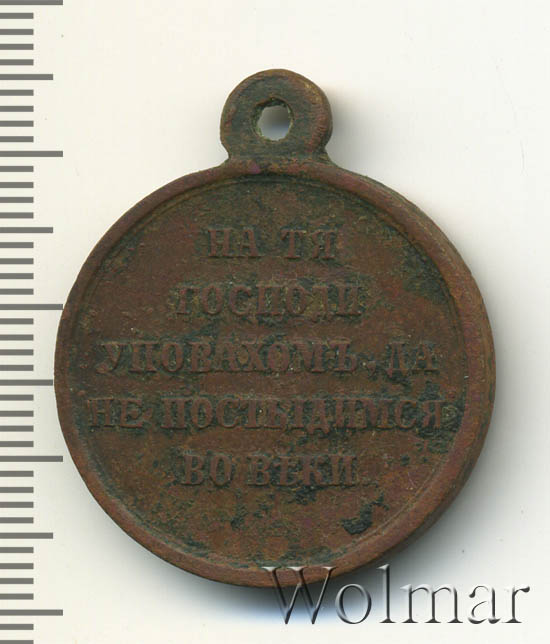 НА ТЯ
ГОСПОДИ
УПОВАХОМЪ, ДА
НЕ ПОСТЫДИМСЯ
ВО ВѢКИ.
Wolmar